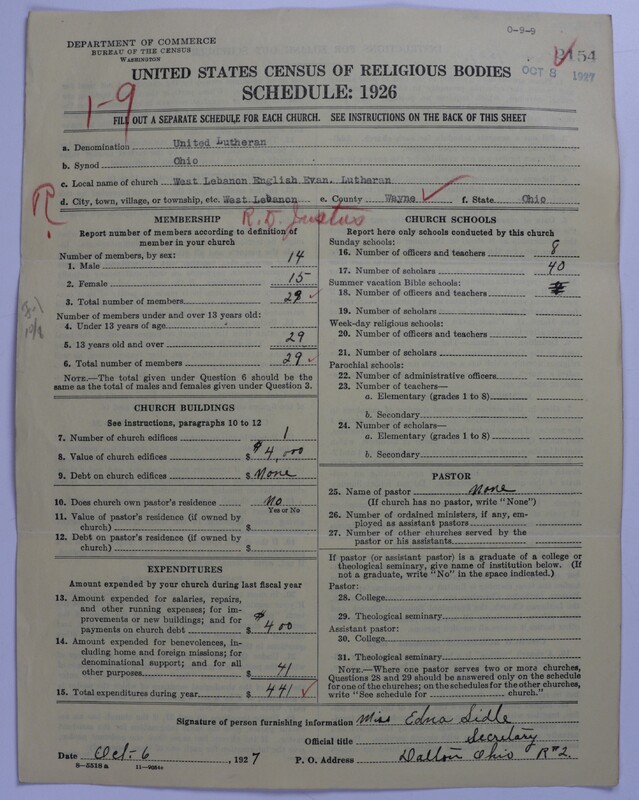 0-9-9
DEPARTMENT OF COMMERCE
BUREAU OF THE CENSUS
WASHINGTON
OCT 8 1927
UNITED STATES CENSUS OF RELIGIOUS BODIES
SCHEDULE: 1926
1-9
FILL OUT A SEPARATE SCHEDULE FOR EACH CHURCH. SEE INSTRUCTIONS ON THE BACK OF THIS SHEET
a. Denomination United Lutheran
b. Synod Ohio
c. Local name of church West Lebanon English Evan. Lutheran
d. City, town, village, or township, etc. West Lebanon e. County Wayne f. State Ohio
R.
MEMBERSHIP
Report number of members according to definition of
member in your church
Number of members, by sex:
1. Male 14
2. Female 15
3. Total number of members 29
Number of members under and over 13 years old:
4. Under 13 years of age
5. 13 years old and over 29
6. Total number of members 29
NOTE.—The total given under Question 6 should be the
same as the total of males and females given under Question 3.
CHURCH BUILDINGS
See instructions, paragraphs 10 to 12
7. Number of church edifices 1
8. Value of church edifices $ $4,000
9. Debt on church edifices $ None
10. Does church own pastor's residence No
Yes or No
11. Value of pastor's residence (if owned by
church) $
12. Debt on pastor's residence (if owned by
church) $
EXPENDITURES
Amount expended by your church during last fiscal year
13. Amount expended for salaries, repairs,
and other running expenses; for im-
provements or new buildings; and for
payments on church debt $ $400
14. Amount expended for benevolences, in-
cluding home and foreign missions; for
denominational support; and for all
other purposes $ 41
15. Total expenditures during year $ 441
CHURCH SCHOOLS
Report here only schools conducted by this church
Sunday schools:
16. Number of officers and teachers 8
17. Number of scholars 40
Summer vacation Bible schools:
18. Number of officers and teachers
19. Number of scholars
Week-day religious schools:
20. Number of officers and teachers
21. Number of scholars
Parochial schools:
22. Number of administrative officers
23. Number of teachers—
a. Elementary (grades 1 to 8)
b. Secondary
24. Number of scholars—
a. Elementary (grades 1 to 8)
b. Secondary
PASTOR
25. Name of pastor None
(If church has no pastor, write "None")
26. Number of ordained ministers, if any, em-
ployed as assistant pastors
27. Number of other churches served by the
pastor or his assistants
If pastor (or assistant pastor) is a graduate of a college or
theological seminary, give name of institution below. (If
not a graduate, write "No" in the space indicated.)
Pastor:
28. College
29. Theological seminary
Assistant pastor:
30. College
31. Theological seminary
NOTE.—Where one pastor serves two or more churches,
Questions 28 and 29 should be answered only on the schedule
for one of the churches; on the schedules for the other churches,
write "See schedule for church."
Signature of person furnishing information Miss Edna Sidle
Official title Secretary
Date Oct. 6, 1927 P. O. Address Dalton Ohio R#2.
8—5518 a 11—9034